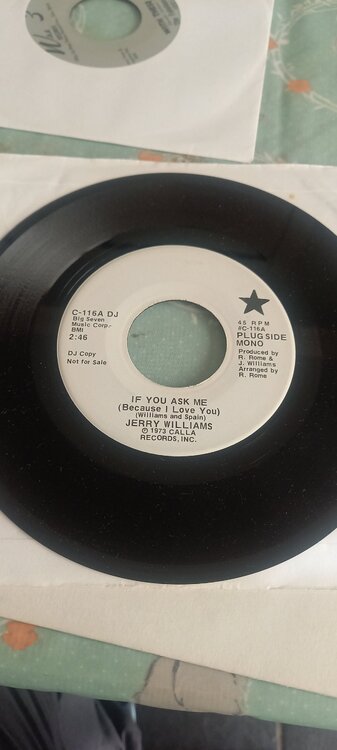 C-116A DJ
Big Seven
Music Corp.-
BMI
2:46
DJ Copy
Not for Sale
45 RPM
#C-116A
PLUG SIDE
MONO
Produced by
R. Rome &
J. Williams
Arranged by
R. Rome
IF YOU ASK ME
(Because I Love You)
(Williams and Spain)
JERRY WILLIAMS
© 1973 CALLA
RECORDS, INC.